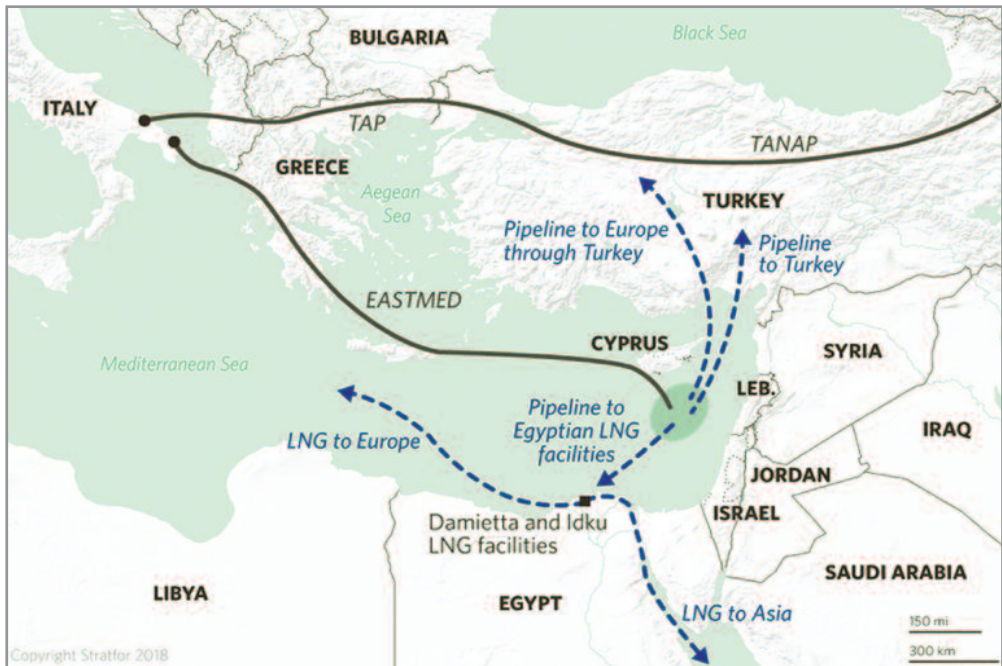 BULGARIA
Black Sea
ITALY
TAP
TANAP
GREECE
Aegean
Sea
TURKEY
Pipeline to Europe
through Turkey
Pipeline
to Turkey
EASTMED
CYPRUS
SYRIA
Mediterranean Sea
LEB.
Pipeline to
Egyptian LNG
facilities
IRAQ
LNG to Europe
JORDAN
ISRAEL
Damietta and Idku
LNG facilities
SAUDI ARABIA
LIBYA
EGYPT
LNG to Asia
150 mi
300 km
Copyright Stratfor 2018